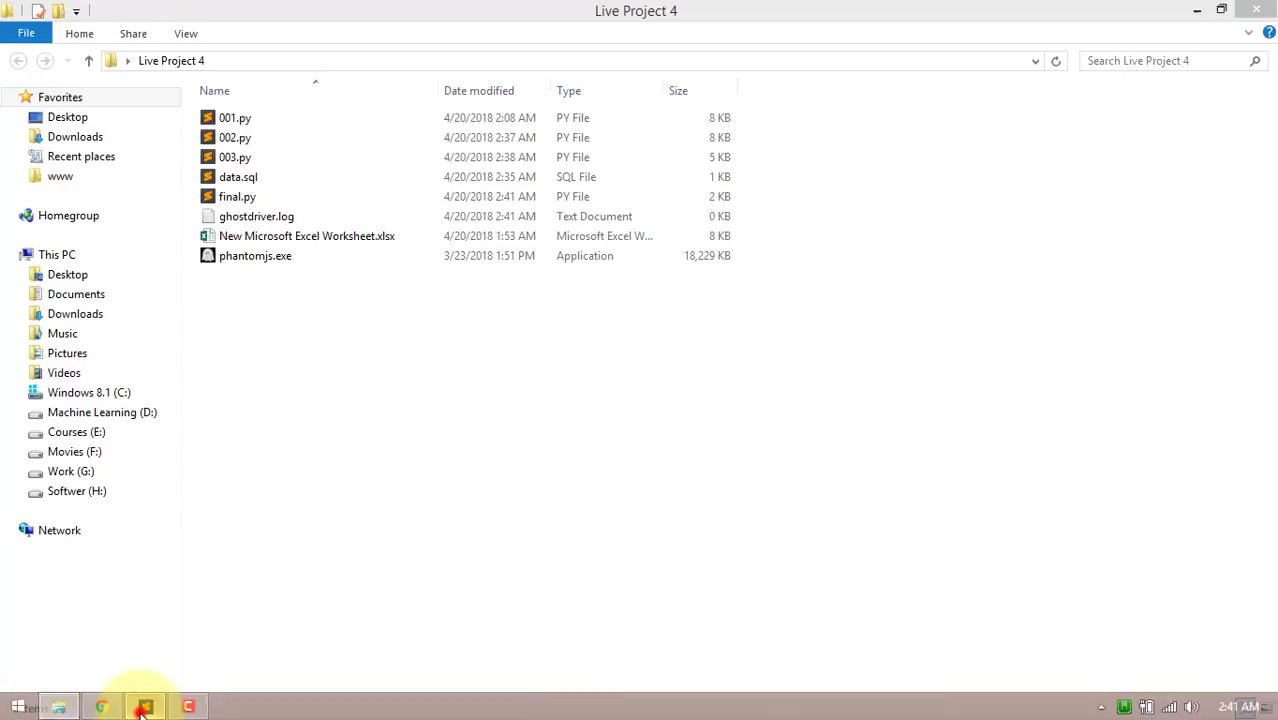 Live Project 4
File Home Share View
Live Project 4
Search Live Project 4
Name Date modified Type Size
Favorites
Desktop
Downloads
Recent places
www
Homegroup
This PC
Desktop
Documents
Downloads
Music
Pictures
Videos
Windows 8.1 (C:)
Machine Learning (D:)
Courses (E:)
Movies (F:)
Work (G:)
Softwer (H:)
Network
001.py 4/20/2018 2:08 AM PY File 8 KB
002.py 4/20/2018 2:37 AM PY File 8 KB
003.py 4/20/2018 2:38 AM PY File 5 KB
data.sql 4/20/2018 2:35 AM SQL File 1 KB
final.py 4/20/2018 2:41 AM PY File 2 KB
ghostdriver.log 4/20/2018 2:41 AM Text Document 0 KB
New Microsoft Excel Worksheet.xlsx 4/20/2018 1:53 AM Microsoft Excel W... 8 KB
phantomjs.exe 3/23/2018 1:51 PM Application 18,229 KB
2:41 AM